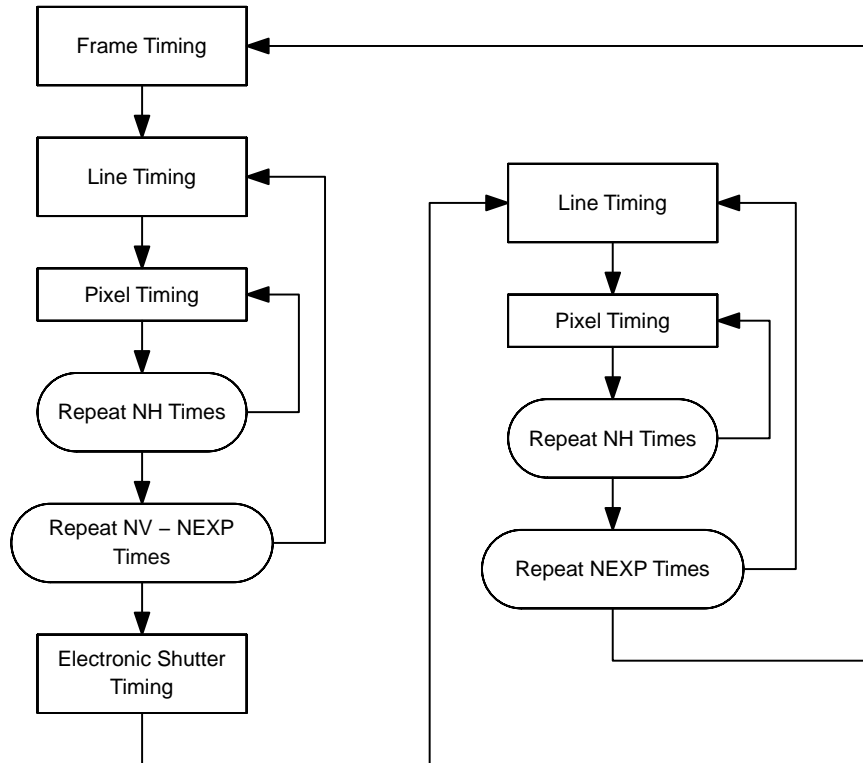 Frame Timing
Line Timing
Pixel Timing
Repeat NH Times
Repeat NV – NEXP
Times
Electronic Shutter
Timing
Line Timing
Pixel Timing
Repeat NH Times
Repeat NEXP Times